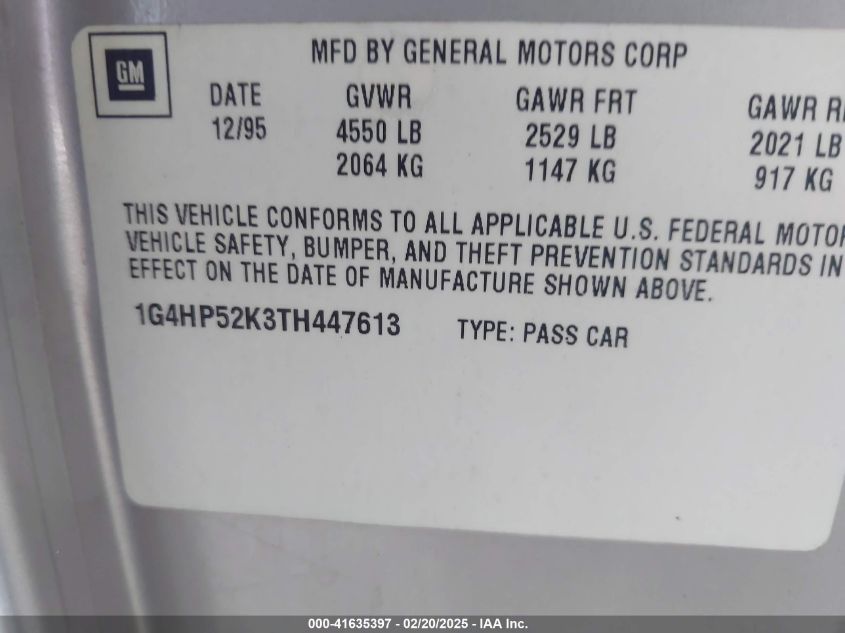 GM
MFD BY GENERAL MOTORS CORP
DATE GVWR GAWR FRT GAWR R
12/95 4550 LB 2529 LB 2021 LB
2064 KG 1147 KG 917 KG
THIS VEHICLE CONFORMS TO ALL APPLICABLE U.S. FEDERAL MOTOR
VEHICLE SAFETY, BUMPER, AND THEFT PREVENTION STANDARDS IN
EFFECT ON THE DATE OF MANUFACTURE SHOWN ABOVE.
1G4HP52K3TH447613 TYPE: PASS CAR
000-41635397 - 02/20/2025 - IAA Inc.